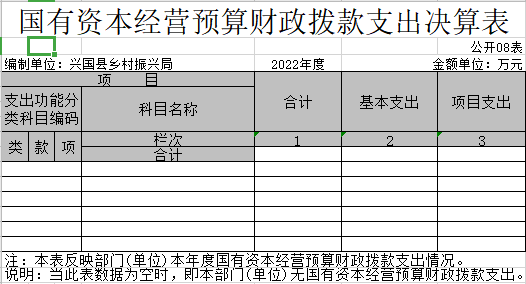 国有资本经营预算财政拨款支出决算表
公开08表
编制单位：兴国县乡村振兴局 2022年度 金额单位：万元
项 目 合计 基本支出 项目支出
支出功能分类科目编码 科目名称
类 款 项 栏次 1 2 3
合计
注：本表反映部门(单位)本年度国有资本经营预算财政拨款支出情况。
说明：当此表数据为空时，即本部门(单位)无国有资本经营预算财政拨款支出。